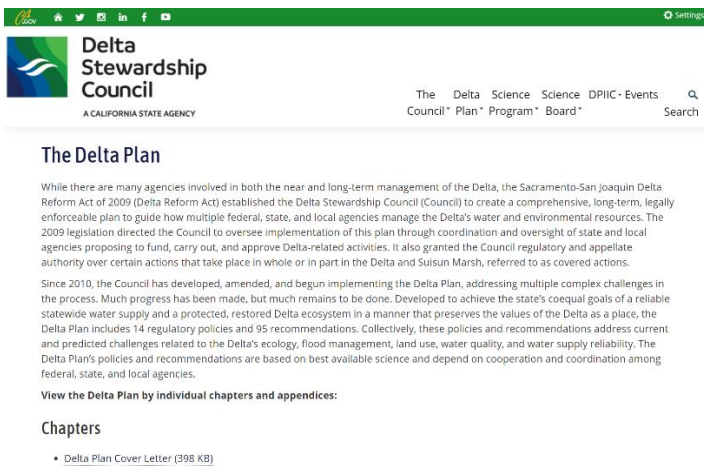 CA.GOV
Settings
Delta
Stewardship
Council
A CALIFORNIA STATE AGENCY
The Delta Science Science DPIIC Events
Council Plan Program Board Search
The Delta Plan
While there are many agencies involved in both the near and long-term management of the Delta, the Sacramento-San Joaquin Delta
Reform Act of 2009 (Delta Reform Act) established the Delta Stewardship Council (Council) to create a comprehensive, long-term, legally
enforceable plan to guide how multiple federal, state, and local agencies manage the Delta's water and environmental resources. The
2009 legislation directed the Council to oversee implementation of this plan through coordination and oversight of state and local
agencies proposing to fund, carry out, and approve Delta-related activities. It also granted the Council regulatory and appellate
authority over certain actions that take place in whole or in part in the Delta and Suisun Marsh, referred to as covered actions.
Since 2010, the Council has developed, amended, and begun implementing the Delta Plan, addressing multiple complex challenges in
the process. Much progress has been made, but much remains to be done. Developed to achieve the state's coequal goals of a reliable
statewide water supply and a protected, restored Delta ecosystem in a manner that preserves the values of the Delta as a place, the
Delta Plan includes 14 regulatory policies and 95 recommendations. Collectively, these policies and recommendations address current
and predicted challenges related to the Delta's ecology, flood management, land use, water quality, and water supply reliability. The
Delta Plan's policies and recommendations are based on best available science and depend on cooperation and coordination among
federal, state, and local agencies.
View the Delta Plan by individual chapters and appendices:
Chapters
• Delta Plan Cover Letter (398 KB)